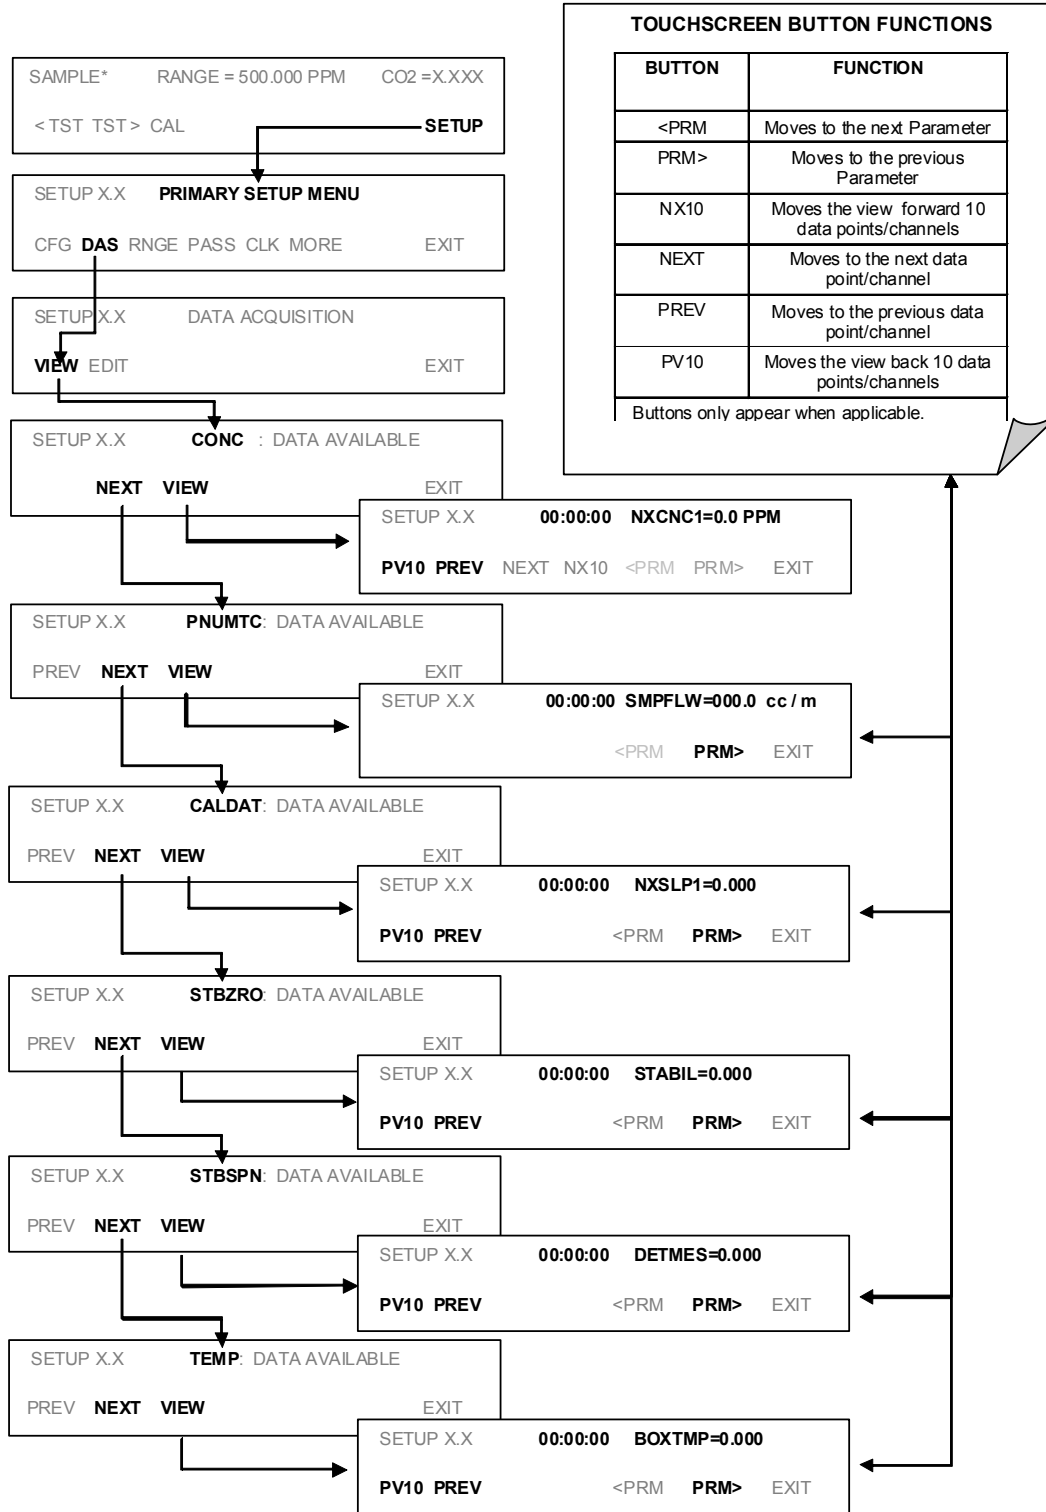 TOUCHSCREEN BUTTON FUNCTIONS
BUTTON FUNCTION
<PRM Moves to the next Parameter
PRM> Moves to the previous
Parameter
NX10 Moves the view forward 10
data points/channels
NEXT Moves to the next data
point/channel
PREV Moves to the previous data
point/channel
PV10 Moves the view back 10 data
points/channels
Buttons only appear when applicable.
SAMPLE* RANGE = 500.000 PPM CO2 =X.XXX
< TST TST > CAL SETUP
SETUP X.X PRIMARY SETUP MENU
CFG DAS RNGE PASS CLK MORE EXIT
SETUP X.X DATA ACQUISITION
VIEW EDIT EXIT
SETUP X.X CONC : DATA AVAILABLE
NEXT VIEW EXIT
SETUP X.X 00:00:00 NXCNC1=0.0 PPM
PV10 PREV NEXT NX10 <PRM PRM> EXIT
SETUP X.X PNUMTC: DATA AVAILABLE
PREV NEXT VIEW EXIT
SETUP X.X 00:00:00 SMPFLW=000.0 cc / m
<PRM PRM> EXIT
SETUP X.X CALDAT: DATA AVAILABLE
PREV NEXT VIEW EXIT
SETUP X.X 00:00:00 NXSLP1=0.000
PV10 PREV <PRM PRM> EXIT
SETUP X.X STBZRO: DATA AVAILABLE
PREV NEXT VIEW EXIT
SETUP X.X 00:00:00 STABIL=0.000
PV10 PREV <PRM PRM> EXIT
SETUP X.X STBSPN: DATA AVAILABLE
PREV NEXT VIEW EXIT
SETUP X.X 00:00:00 DETMES=0.000
PV10 PREV <PRM PRM> EXIT
SETUP X.X TEMP: DATA AVAILABLE
PREV NEXT VIEW EXIT
SETUP X.X 00:00:00 BOXTMP=0.000
PV10 PREV <PRM PRM> EXIT